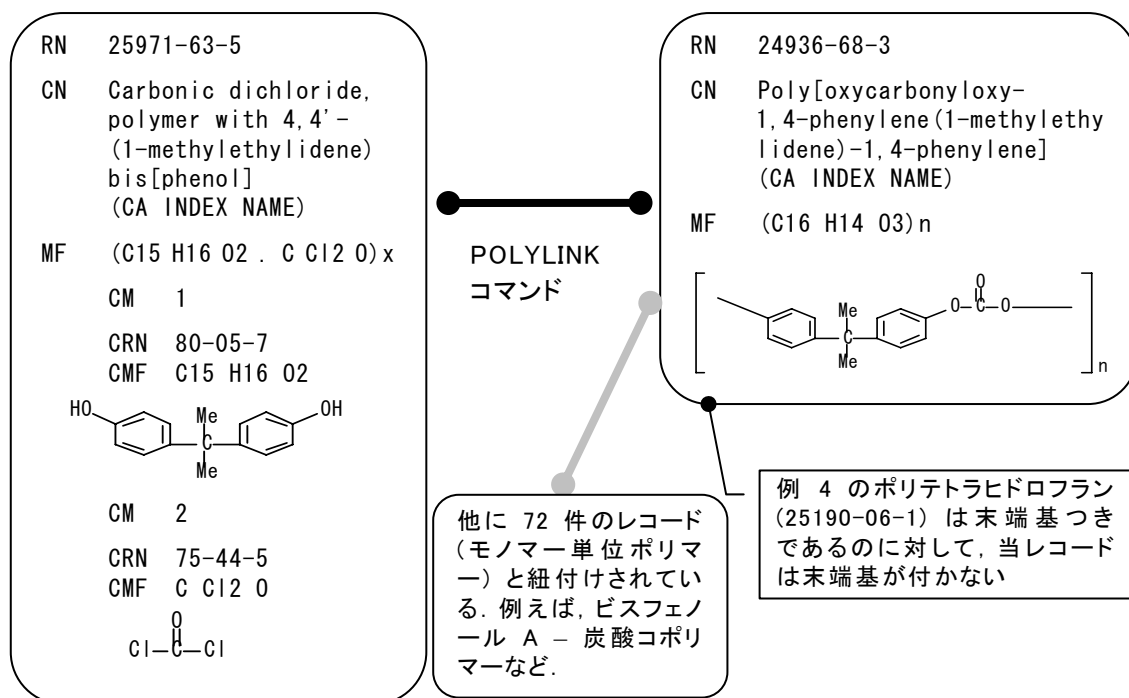 RN 25971-63-5
CN Carbonic dichloride,
polymer with 4,4'-
(1-methylethylidene)
bis[phenol]
(CA INDEX NAME)
MF (C15 H16 O2 . C Cl2 O)x
CM 1
CRN 80-05-7
CMF C15 H16 O2
HO
Me
OH
C
Me
CM 2
CRN 75-44-5
CMF C Cl2 O
O
Cl—C—Cl
POLYLINK
コマンド
RN 24936-68-3
CN Poly[oxycarbonyloxy-
1,4-phenylene(1-methylethy
lidene)-1,4-phenylene]
(CA INDEX NAME)
MF (C16 H14 O3)n
O
Me
O—C—O
C
Me
n
他に 72 件のレコード
(モノマー単位ポリマ
ー) と紐付けされてい
る. 例えば, ビスフェノ
ール A – 炭酸コポリ
マーなど.
例 4 のポリテトラヒドロフラン
(25190-06-1) は末端基つき
であるのに対して, 当レコード
は末端基が付かない